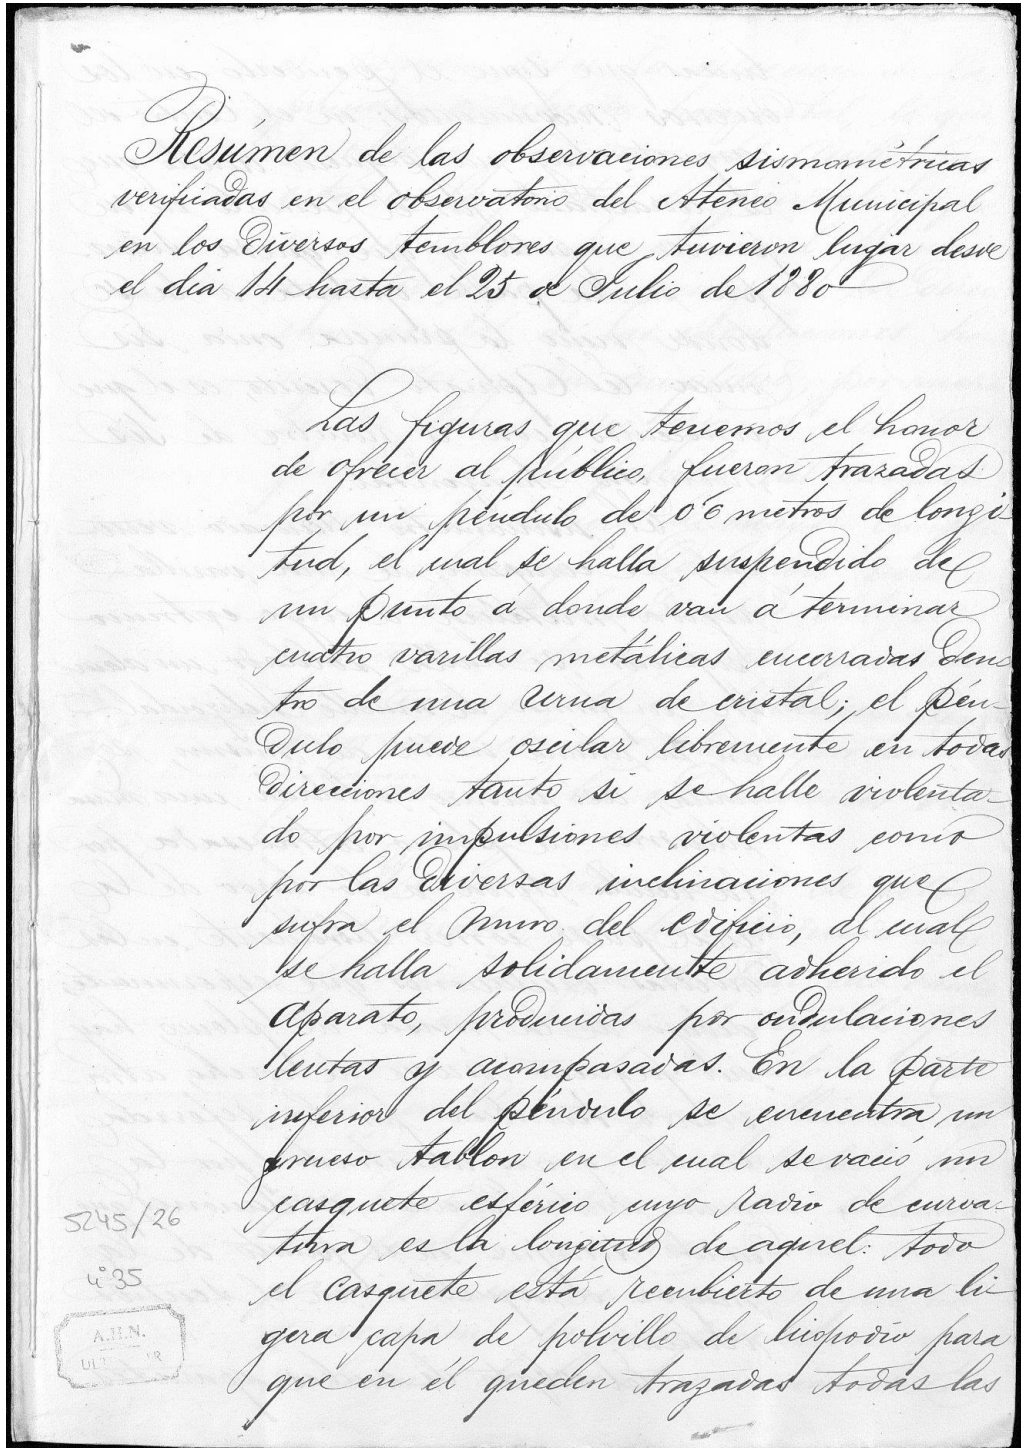 Resúmen de las observaciones sismométricas
verificadas en el observatorio del Ateneo Municipal
en los diversos temblores que tuvieron lugar desde
el dia 14 hasta el 25 de Julio de 1880
Las figuras que tenemos el honor
de ofrecer al público, fueron trazadas
por un péndulo de 0'6 metros de longi-
tud, el cual se halla suspendido de
un punto á donde van á terminar
cuatro varillas metálicas encerradas den-
tro de una urna de cristal; el pén-
dulo puede oscilar libremente en todas
direcciones tanto si se halle violenta-
do por impulsiones violentas como
por las diversas inclinaciones que
sufra el muro del edificio, al cual
se halla solidamente adherido el
aparato, producidas por ondulaciones
lentas y acompasadas. En la parte
inferior del péndulo se encuentra un
grueso tablon en el cual se vació un
casquete esférico cuyo radio de curva-
tura es la longitud de aquel: todo
el casquete está recubierto de una li-
gera capa de polvillo de licopodio para
que en él queden trazadas todas las
5245/26
nº 35
A.H.N.